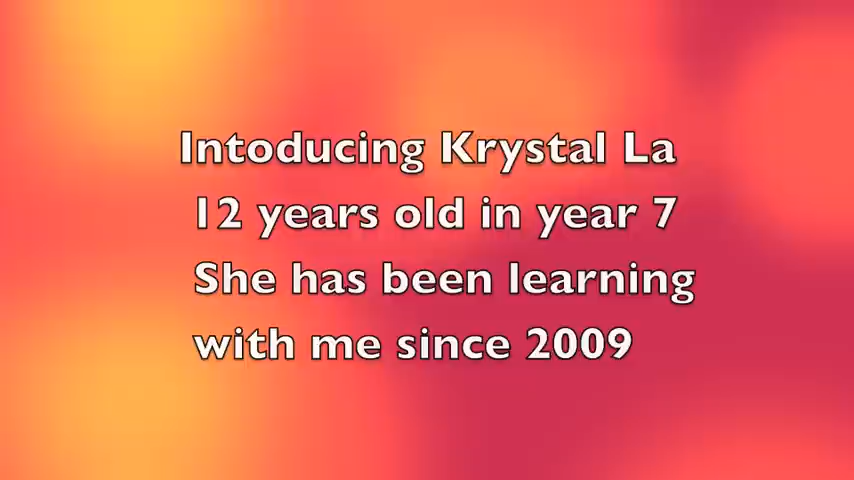 Intoducing Krystal La
12 years old in year 7
She has been learning
with me since 2009